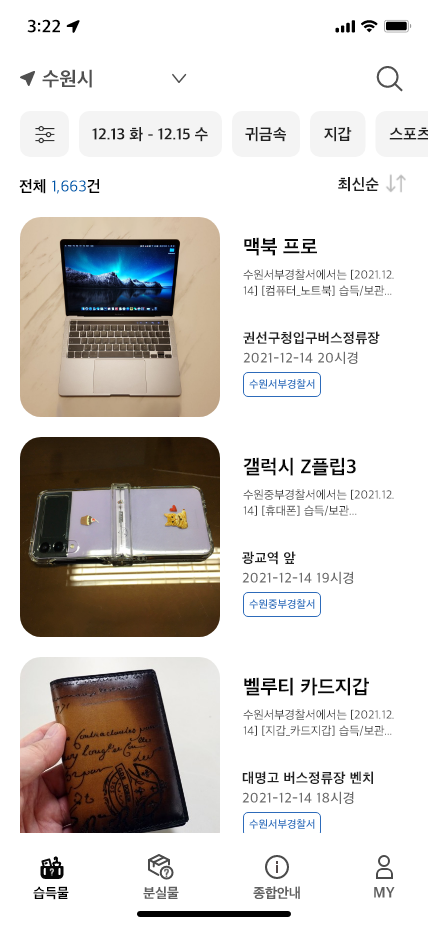 3:22
수원시
12.13 화 - 12.15 수
귀금속
지갑
스포츠
전체 1,663건
최신순
맥북 프로
수원서부경찰서에서는 [2021.12.
14] [컴퓨터_노트북] 습득/보관...
권선구청입구버스정류장
2021-12-14 20시경
수원서부경찰서
갤럭시 Z플립3
수원중부경찰서에서는 [2021.12.
14] [휴대폰] 습득/보관...
광교역 앞
2021-12-14 19시경
수원중부경찰서
벨루티 카드지갑
수원서부경찰서에서는 [2021.12.
14] [지갑_카드지갑] 습득/보관...
대명고 버스정류장 벤치
2021-12-14 18시경
수원서부경찰서
습득물
분실물
종합안내
MY